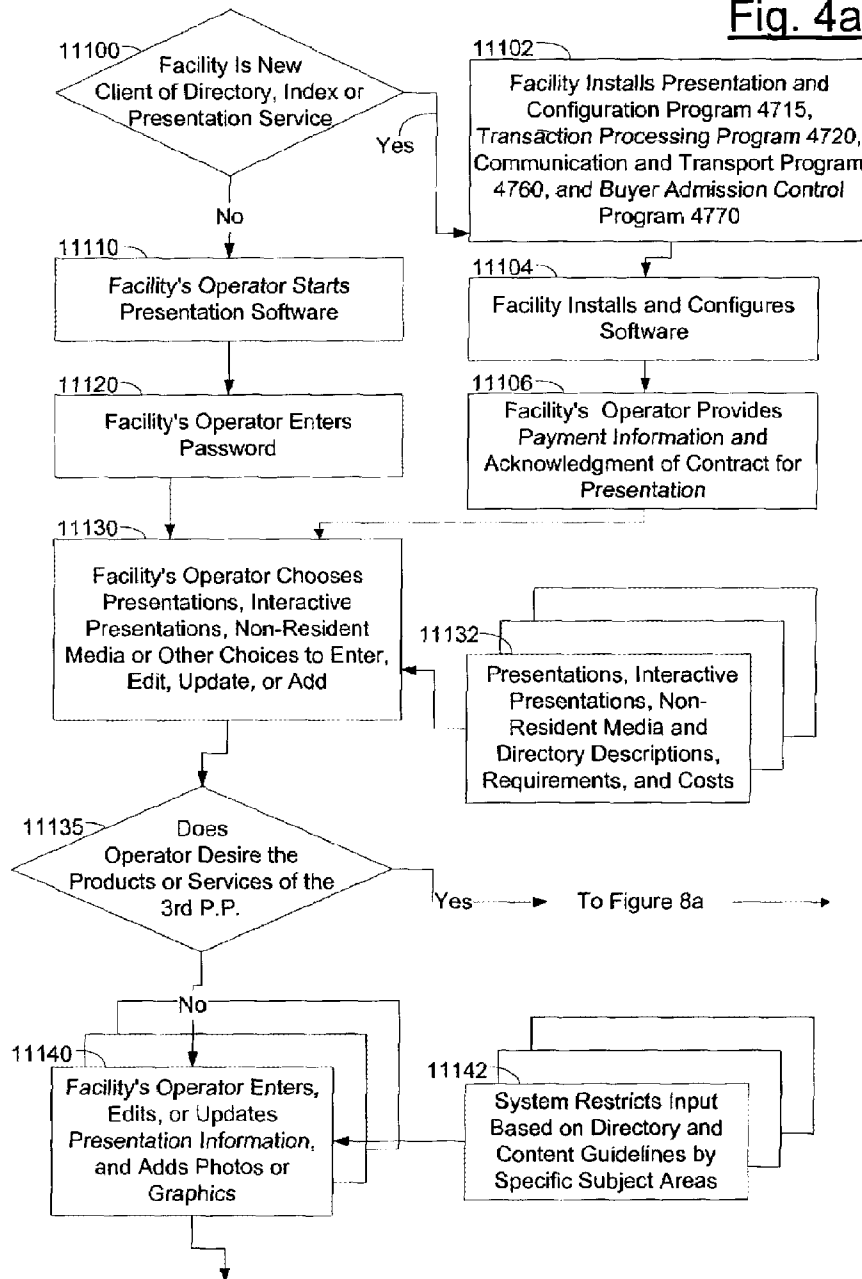 Fig. 4a
11100
Facility Is New
Client of Directory, Index or
Presentation Service
Yes
No
11102
Facility Installs Presentation and
Configuration Program 4715,
Transaction Processing Program 4720,
Communication and Transport Program
4760, and Buyer Admission Control
Program 4770
11110
Facility's Operator Starts
Presentation Software
11104
Facility Installs and Configures
Software
11120
Facility's Operator Enters
Password
11106
Facility's Operator Provides
Payment Information and
Acknowledgment of Contract for
Presentation
11130
Facility's Operator Chooses
Presentations, Interactive
Presentations, Non-Resident
Media or Other Choices to Enter,
Edit, Update, or Add
11132
Presentations, Interactive
Presentations, Non-
Resident Media and
Directory Descriptions,
Requirements, and Costs
11135
Does
Operator Desire the
Products or Services of the
3rd P.P.
Yes
To Figure 8a
No
11140
Facility's Operator Enters,
Edits, or Updates
Presentation Information,
and Adds Photos or
Graphics
11142
System Restricts Input
Based on Directory and
Content Guidelines by
Specific Subject Areas